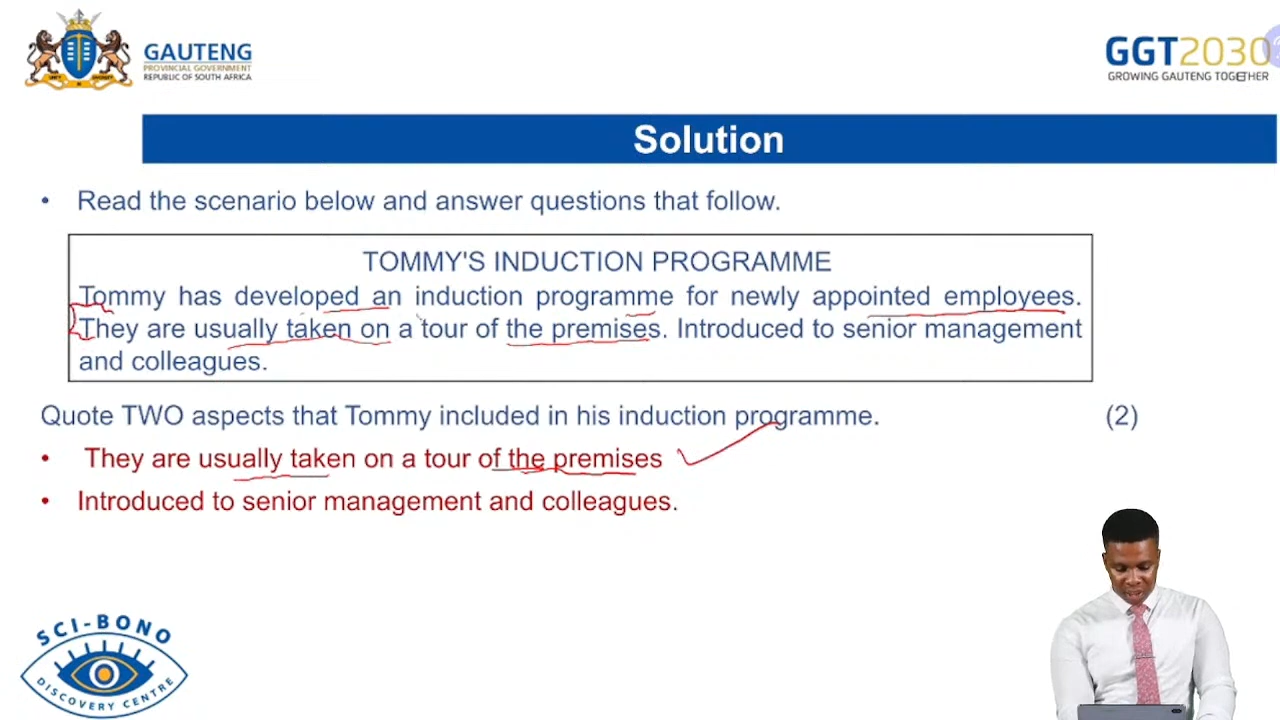 GAUTENG
PROVINCIAL GOVERNMENT
REPUBLIC OF SOUTH AFRICA
GGT2030
GROWING GAUTENG TOGETHER
Solution
• Read the scenario below and answer questions that follow.
TOMMY'S INDUCTION PROGRAMME
Tommy has developed an induction programme for newly appointed employees.
They are usually taken on a tour of the premises. Introduced to senior management
and colleagues.
Quote TWO aspects that Tommy included in his induction programme. (2)
• They are usually taken on a tour of the premises
• Introduced to senior management and colleagues.
SCI-BONO
DISCOVERY CENTRE